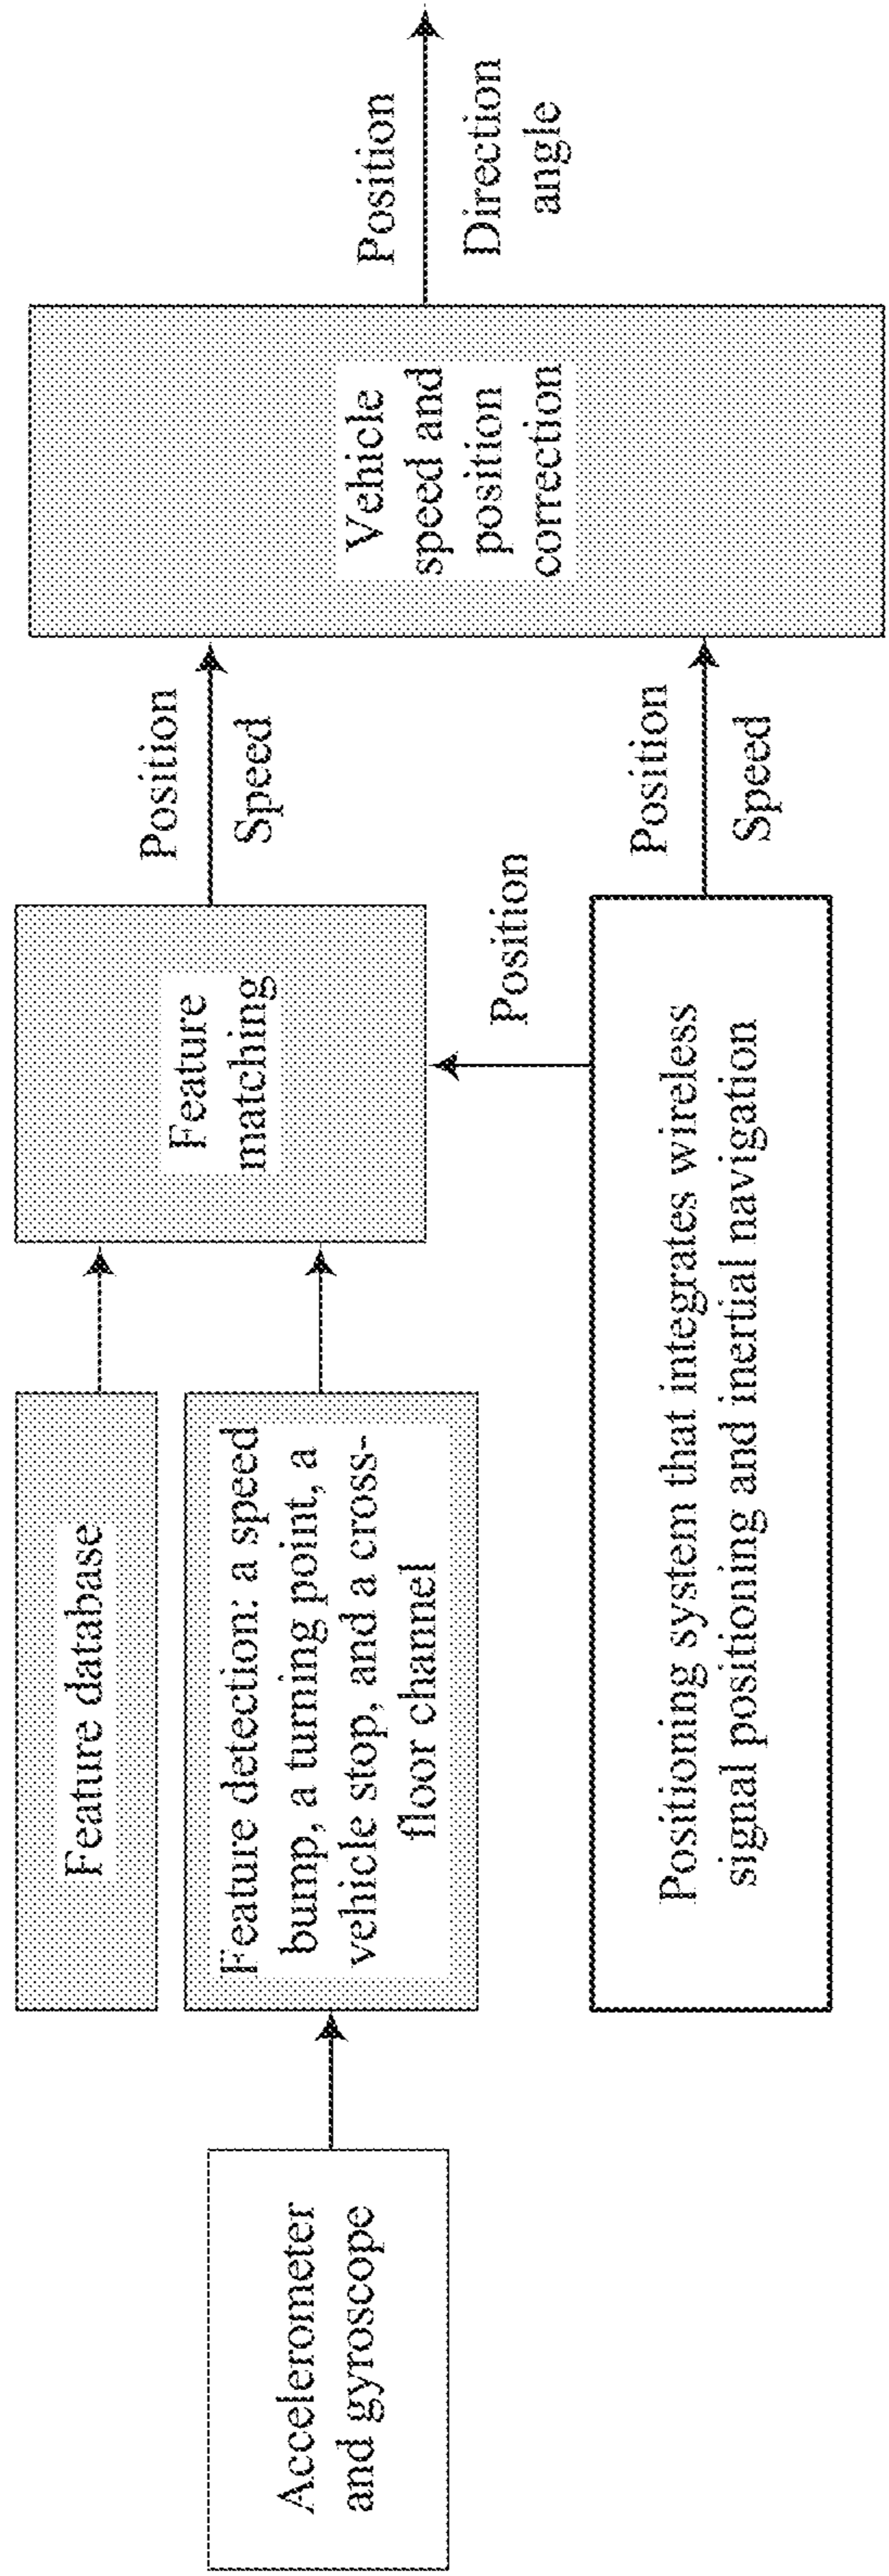 Accelerometer
and gyroscope
Feature database
Feature detection: a speed
bump, a turning point, a
vehicle stop, and a cross-
floor channel
Positioning system that integrates wireless
signal positioning and inertial navigation
Feature
matching
Position
Position
Speed
Position
Speed
Vehicle
speed and
position
correction
Position
Direction
angle